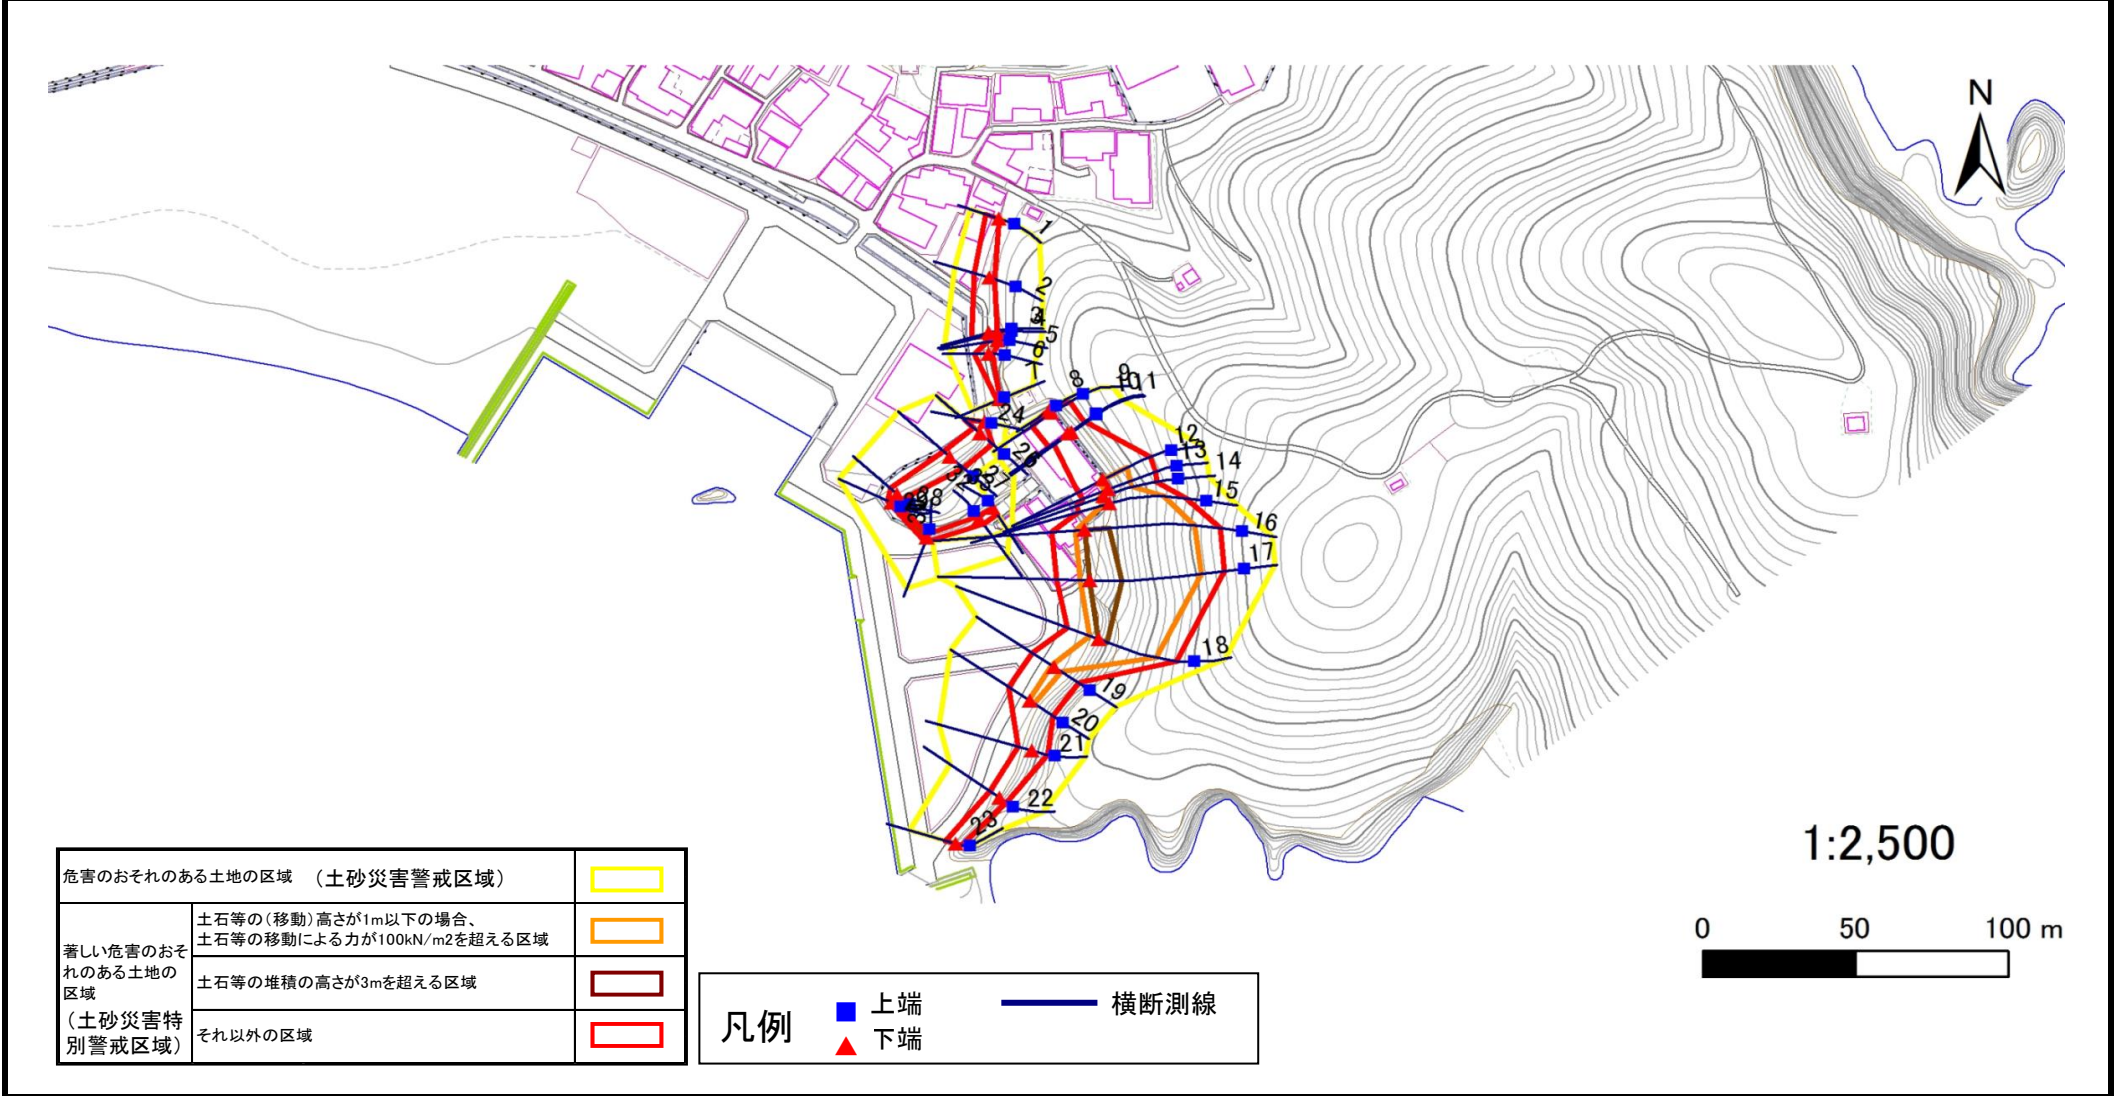 N
1
2
3
4
5
6
7
8
9
10
11
12
13
14
15
16
17
18
19
20
21
22
23
24
1:2,500
0 50 100 m
危害のおそれのある土地の区域 （土砂災害警戒区域）
著しい危害のおそ
れのある土地の
区域
（土砂災害特
別警戒区域）
土石等の（移動）高さが1m以下の場合、
土石等の移動による力が100kN/m2を超える区域
土石等の堆積の高さが3mを超える区域
それ以外の区域
凡例
上端
下端
横断測線